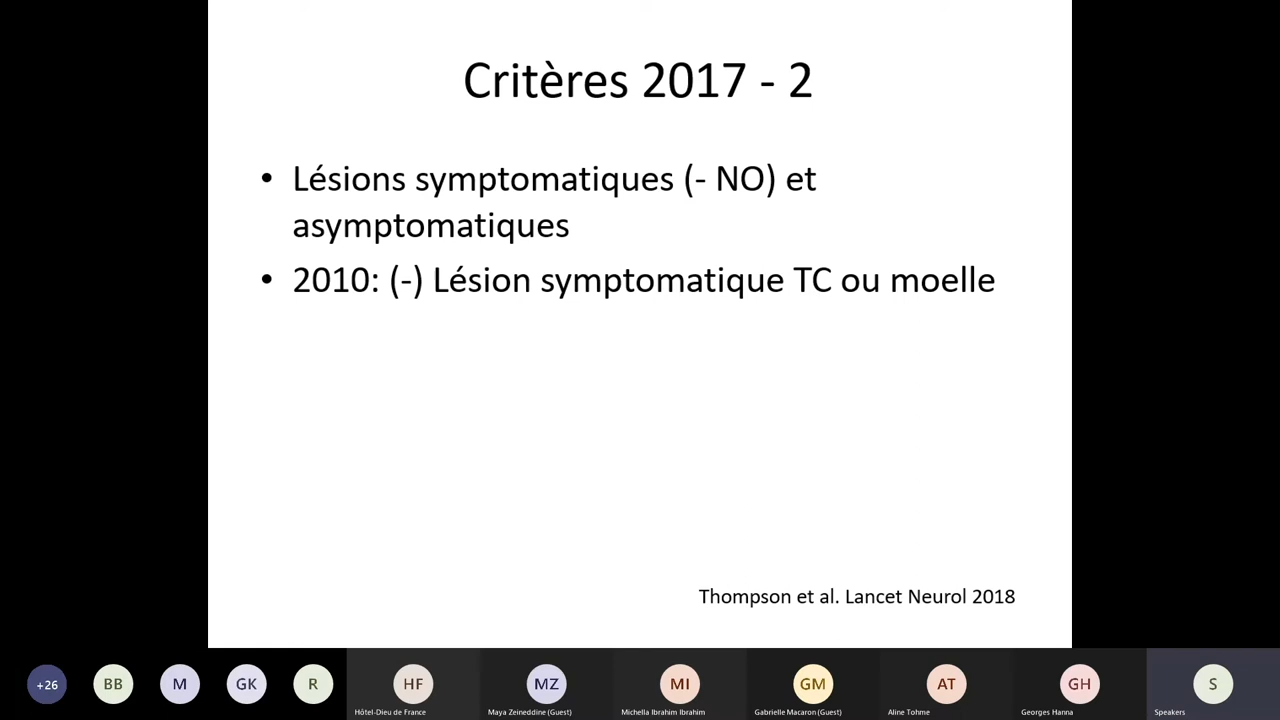 Critères 2017 - 2
• Lésions symptomatiques (- NO) et
asymptomatiques
• 2010: (-) Lésion symptomatique TC ou moelle
Thompson et al. Lancet Neurol 2018
+26
BB
M
GK
R
HF
MZ
MI
GM
AT
GH
S
Hôtel-Dieu de France
Maya Zeineddine (Guest)
Michella Ibrahim Ibrahim
Gabrielle Macaron (Guest)
Aline Tohme
Georges Hanna
Speakers